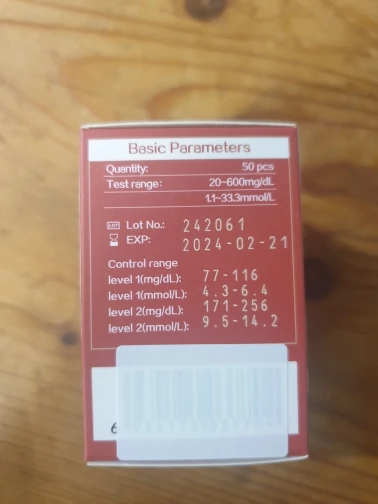 Basic Parameters
Quantity: 50 pcs
Test range: 20~600mg/dL
1.1~33.3mmol/L
LOT Lot No.: 242061
EXP: 2024-02-21
Control range
level 1(mg/dL): 77-116
level 1(mmol/L): 4.3-6.4
level 2(mg/dL): 171-256
level 2(mmol/L): 9.5-14.2
6